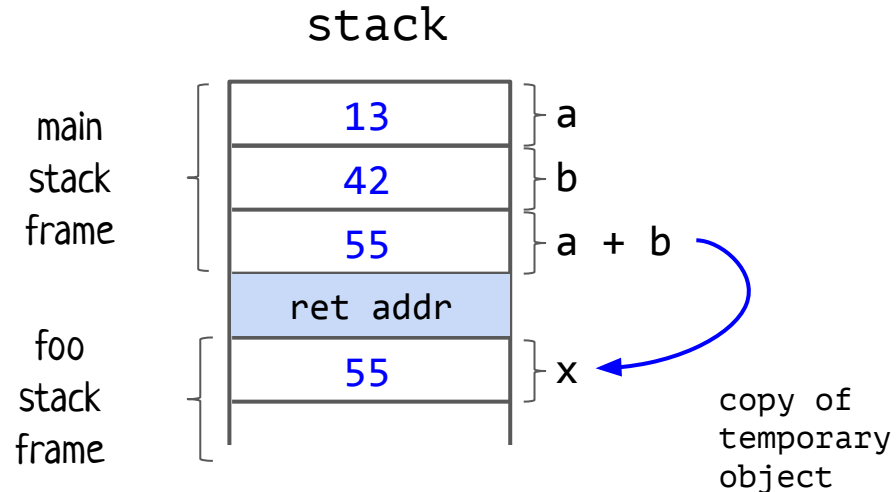 stack
main
stack
frame
13
a
42
b
55
a + b
ret addr
foo
stack
frame
55
x
copy of
temporary
object